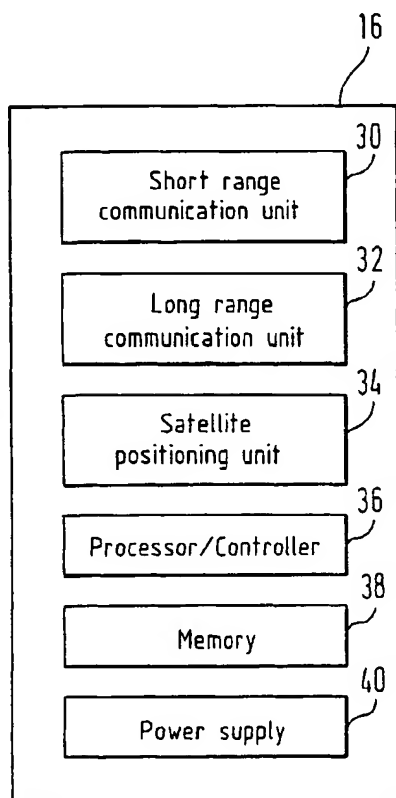 16
30
Short range
communication unit
32
Long range
communication unit
34
Satellite
positioning unit
36
Processor/Controller
38
Memory
40
Power supply